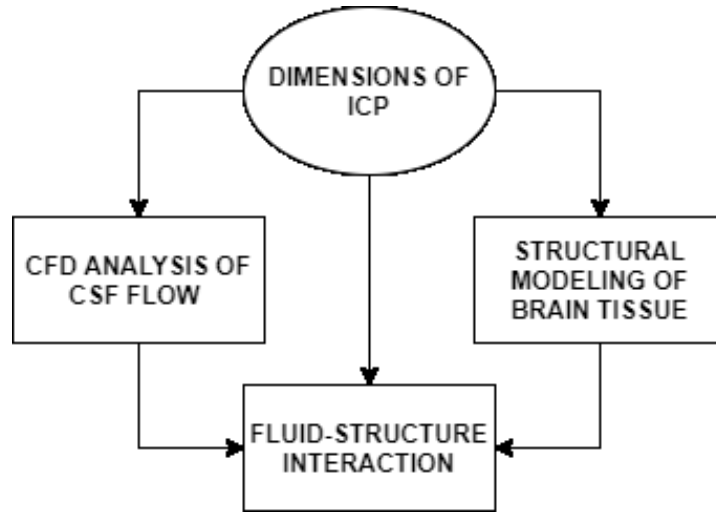 DIMENSIONS OF
ICP
CFD ANALYSIS OF
CSF FLOW
STRUCTURAL
MODELING OF
BRAIN TISSUE
FLUID-STRUCTURE
INTERACTION